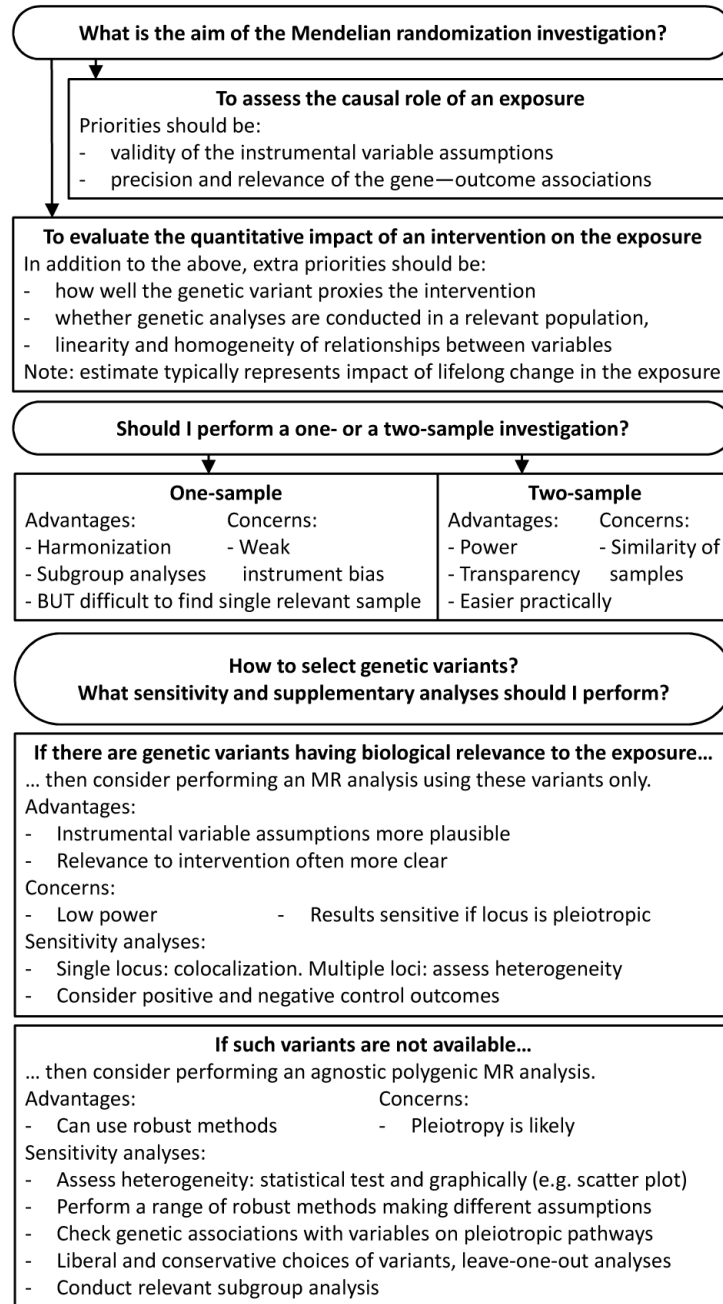 What is the aim of the Mendelian randomization investigation?
To assess the causal role of an exposure
Priorities should be:
- validity of the instrumental variable assumptions
- precision and relevance of the gene—outcome associations
To evaluate the quantitative impact of an intervention on the exposure
In addition to the above, extra priorities should be:
- how well the genetic variant proxies the intervention
- whether genetic analyses are conducted in a relevant population,
- linearity and homogeneity of relationships between variables
Note: estimate typically represents impact of lifelong change in the exposure
Should I perform a one- or a two-sample investigation?
One-sample
Advantages: Concerns:
- Harmonization - Weak
- Subgroup analyses instrument bias
- BUT difficult to find single relevant sample
Two-sample
Advantages: Concerns:
- Power - Similarity of
- Transparency samples
- Easier practically
How to select genetic variants?
What sensitivity and supplementary analyses should I perform?
If there are genetic variants having biological relevance to the exposure...
... then consider performing an MR analysis using these variants only.
Advantages:
- Instrumental variable assumptions more plausible
- Relevance to intervention often more clear
Concerns:
- Low power - Results sensitive if locus is pleiotropic
Sensitivity analyses:
- Single locus: colocalization. Multiple loci: assess heterogeneity
- Consider positive and negative control outcomes
If such variants are not available...
... then consider performing an agnostic polygenic MR analysis.
Advantages: Concerns:
- Can use robust methods - Pleiotropy is likely
Sensitivity analyses:
- Assess heterogeneity: statistical test and graphically (e.g. scatter plot)
- Perform a range of robust methods making different assumptions
- Check genetic associations with variables on pleiotropic pathways
- Liberal and conservative choices of variants, leave-one-out analyses
- Conduct relevant subgroup analysis